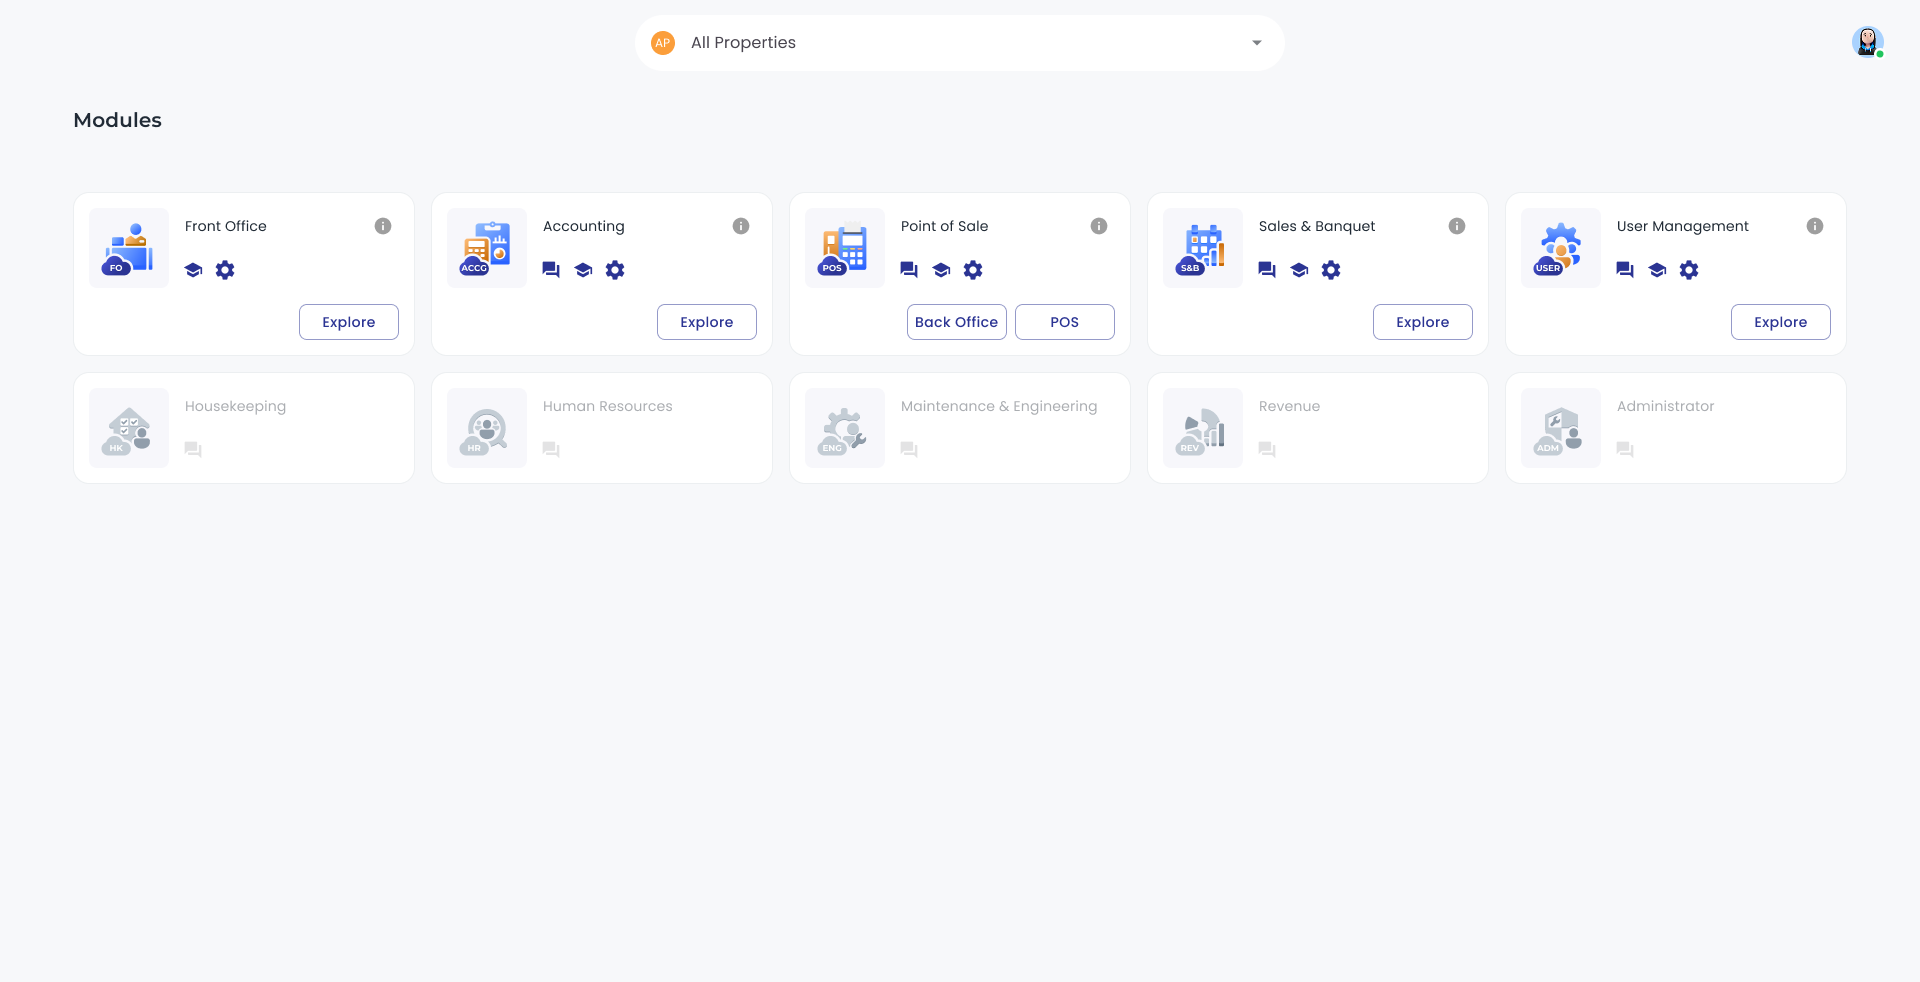 AP All Properties
Modules
FO Front Office
Explore
ACCG Accounting
Explore
POS Point of Sale
Back Office POS
S&B Sales & Banquet
Explore
USER User Management
Explore
HK Housekeeping
HR Human Resources
ENG Maintenance & Engineering
REV Revenue
ADM Administrator